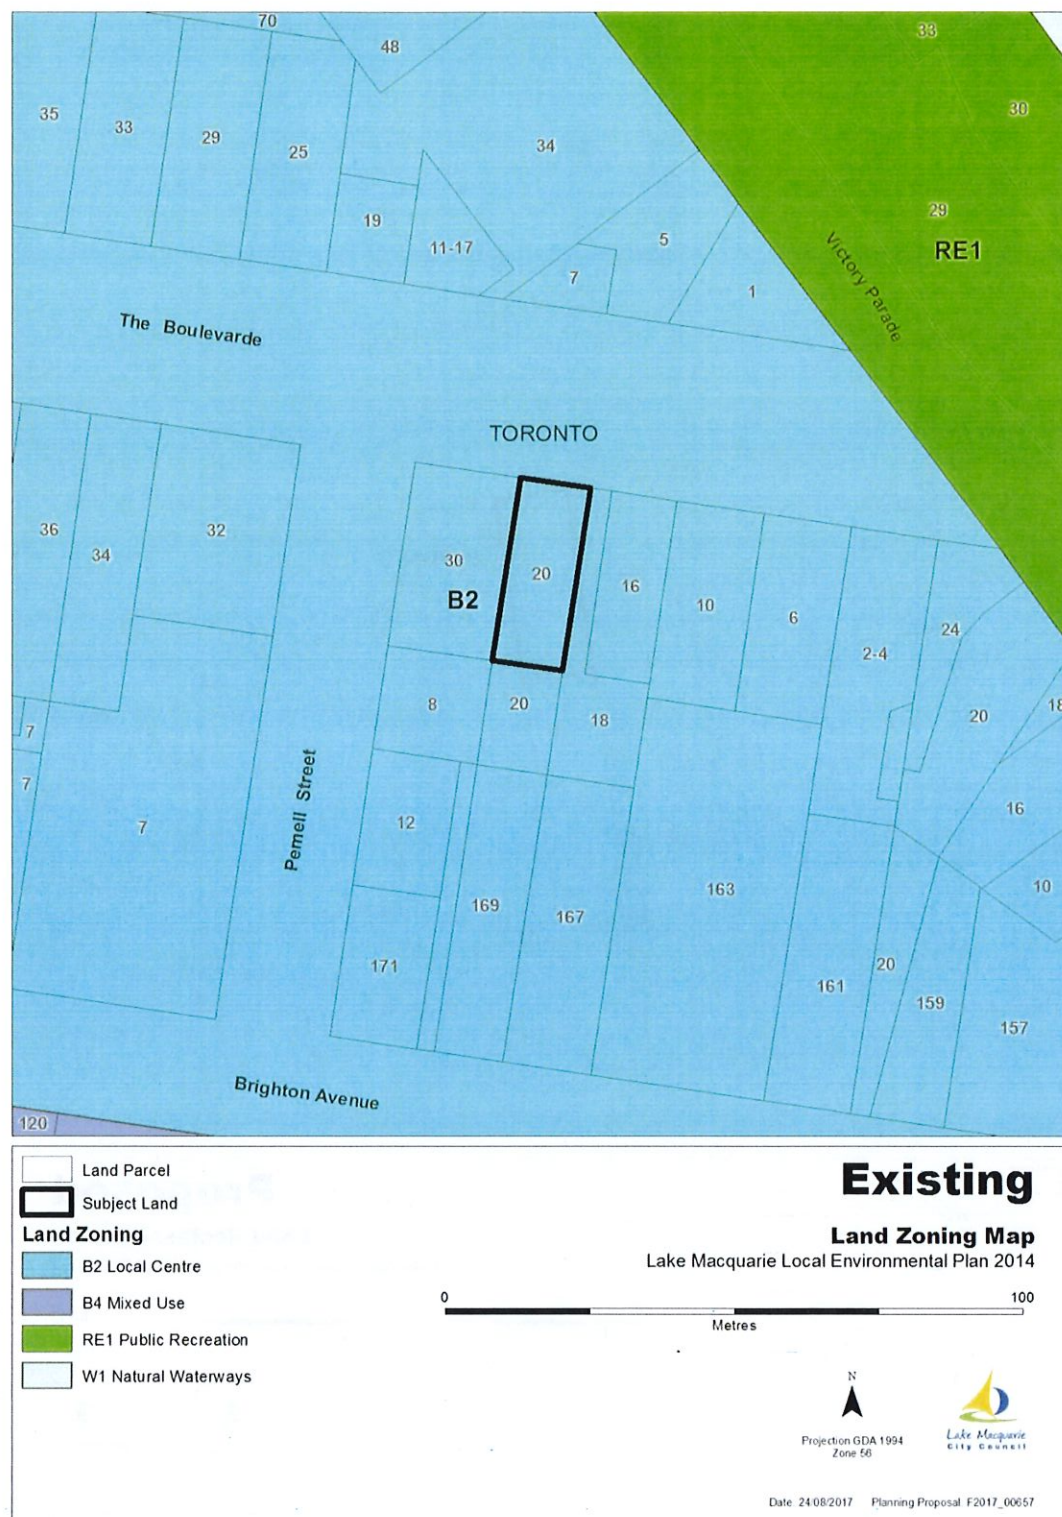 70
48
33
35
33
29
25
34
30
19
11-17
5
7
1
29
RE1
Victory Parade
The Boulevarde
TORONTO
36
34
32
30
20
B2
16
10
6
2-4
24
8
20
18
20
18
7
7
7
Pemell Street
12
16
10
169
167
163
171
161
20
159
157
Brighton Avenue
120
Land Parcel
Subject Land
Land Zoning
B2 Local Centre
B4 Mixed Use
RE1 Public Recreation
W1 Natural Waterways
Existing
Land Zoning Map
Lake Macquarie Local Environmental Plan 2014
0 100
Metres
N
Projection GDA 1994
Zone 56
Lake Macquarie
City Council
Date: 24/08/2017 Planning Proposal: F2017_00657